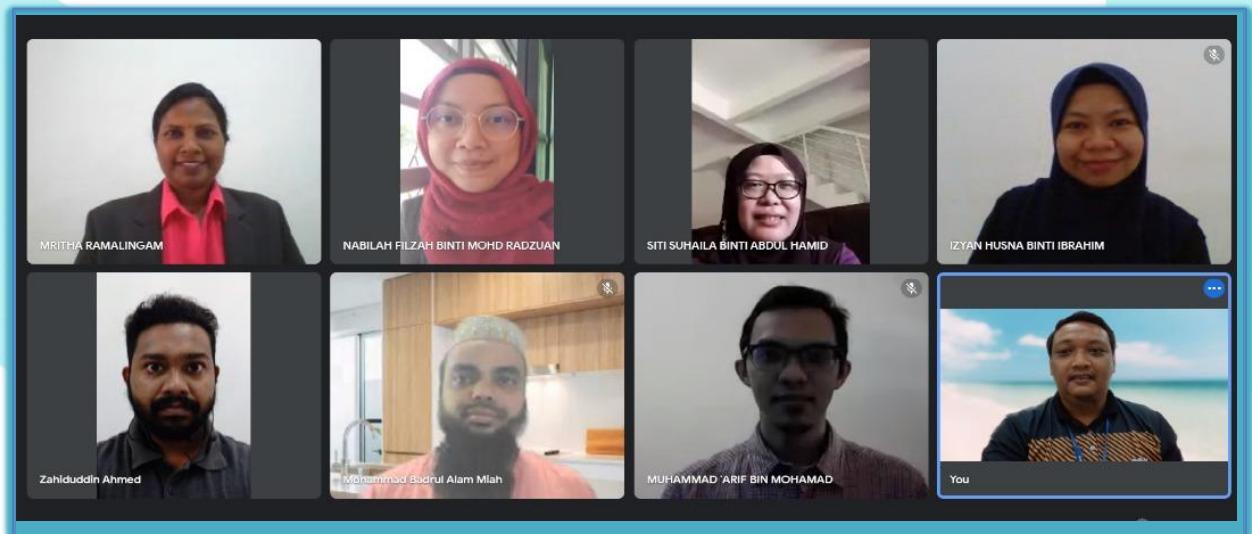 MRITHA RAMALINGAM
NABILAH FILZAH BINTI MOHD RADZUAN
SITI SUHAILA BINTI ABDUL HAMID
IZYAN HUSNA BINTI IBRAHIM
Zahiduddin Ahmed
Mohammad Badrul Alam Miah
MUHAMMAD 'ARIF BIN MOHAMAD
You